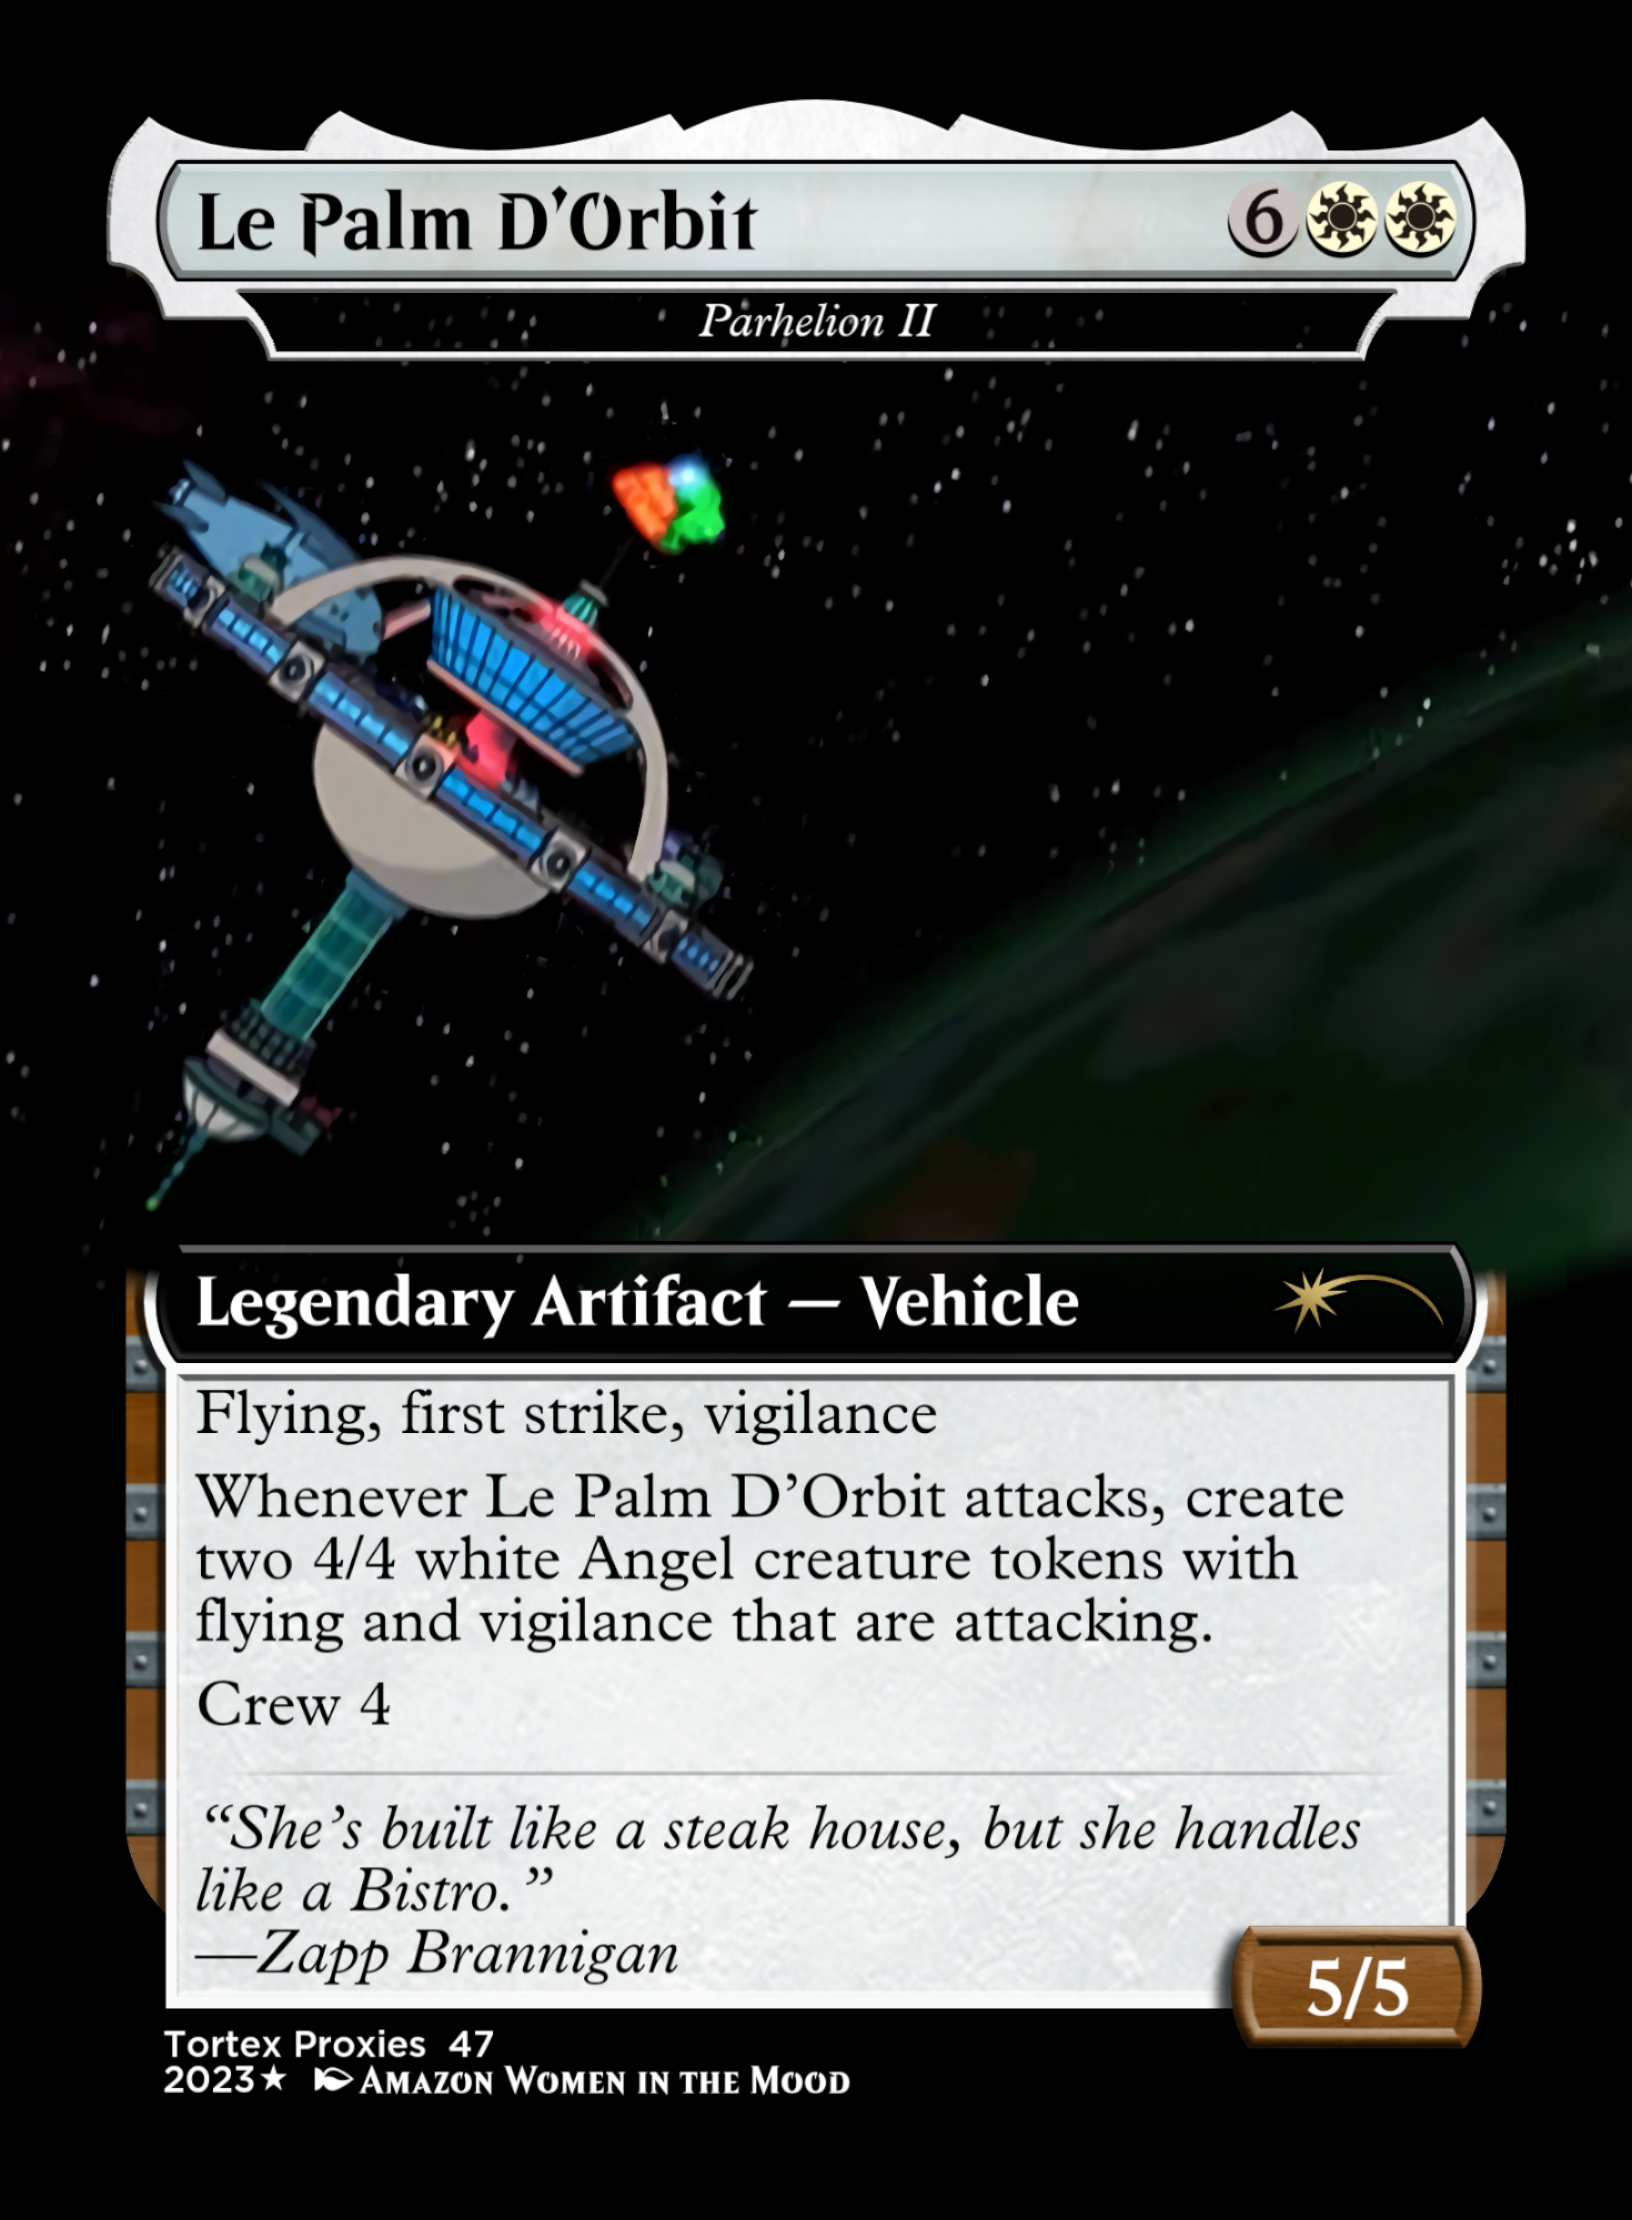 Le Palm D’Orbit 6
Parhelion II
Legendary Artifact — Vehicle
Flying, first strike, vigilance
Whenever Le Palm D’Orbit attacks, create
two 4/4 white Angel creature tokens with
flying and vigilance that are attacking.
Crew 4
“She’s built like a steak house, but she handles
like a Bistro.”
—Zapp Brannigan
5/5
Tortex Proxies 47
2023★ Amazon Women in the Mood